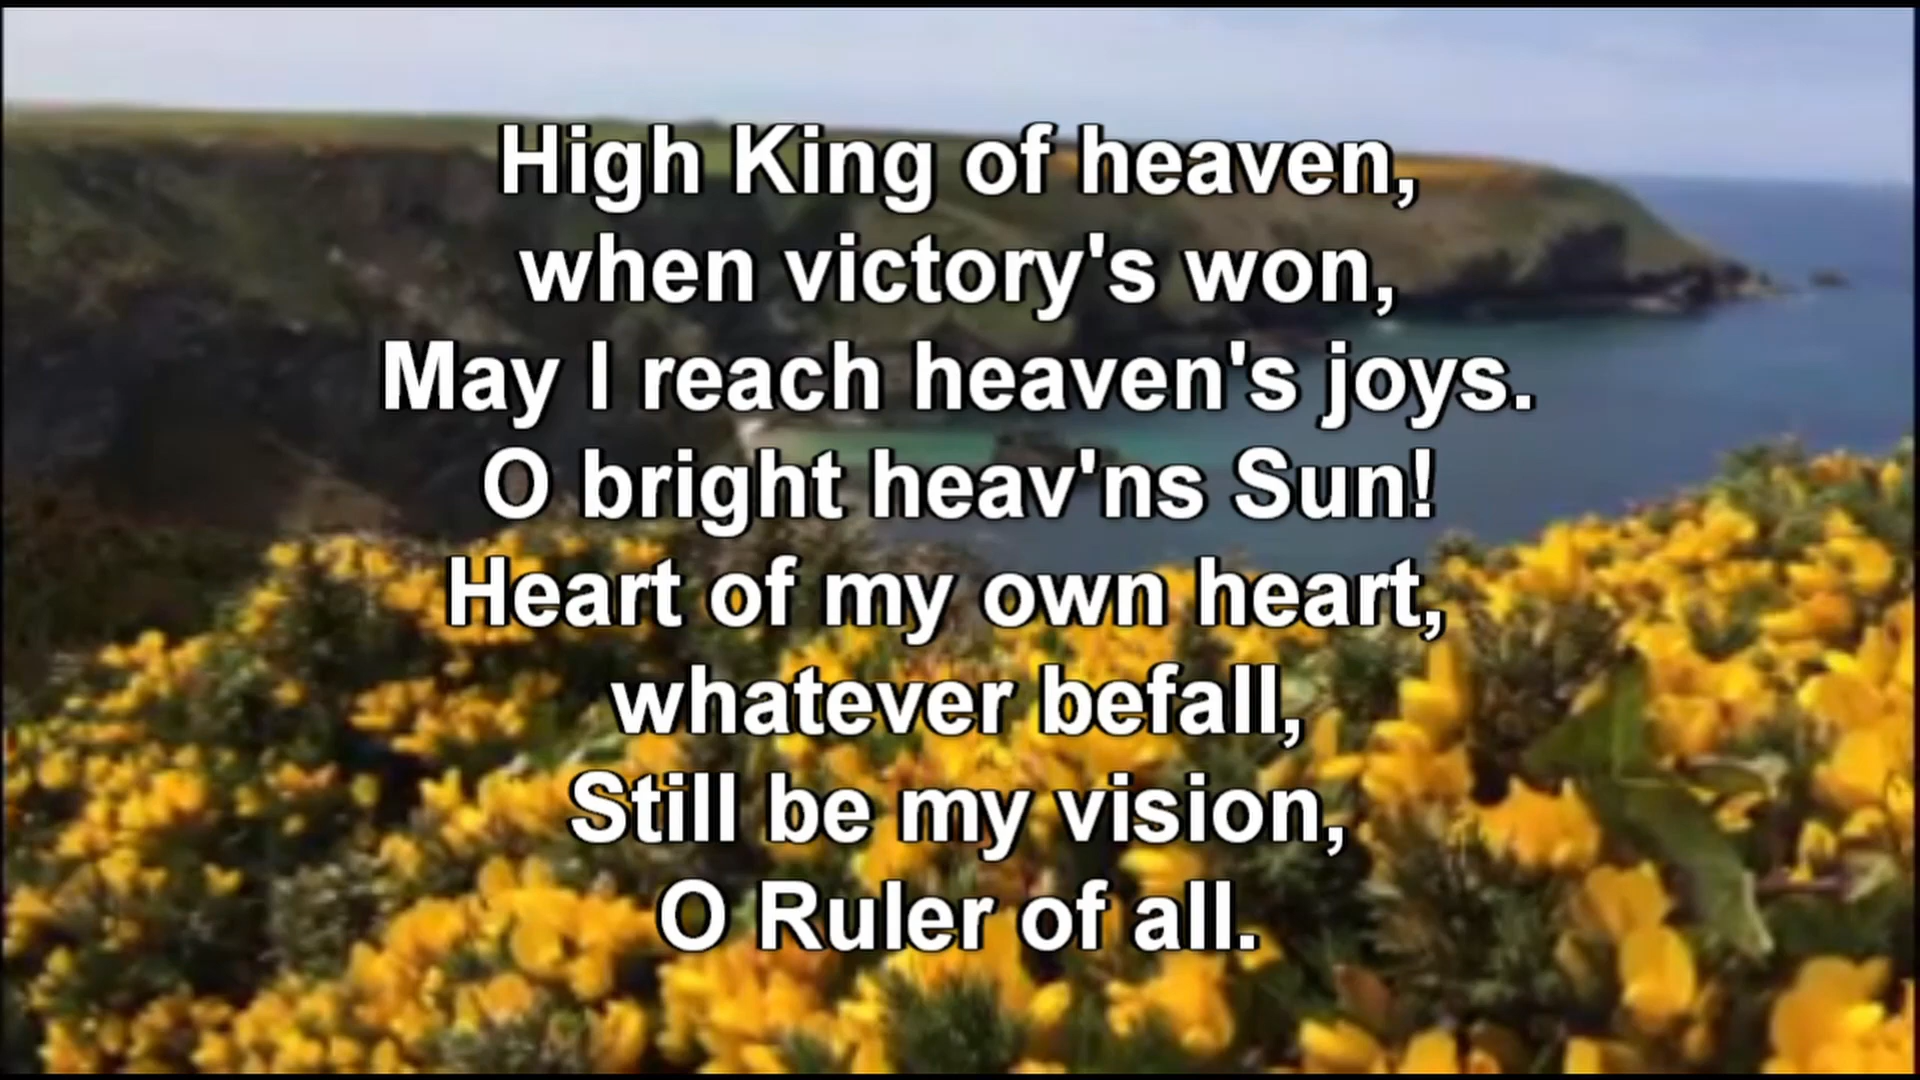 High King of heaven,
when victory's won,
May I reach heaven's joys.
O bright heav'ns Sun!
Heart of my own heart,
whatever befall,
Still be my vision,
O Ruler of all.